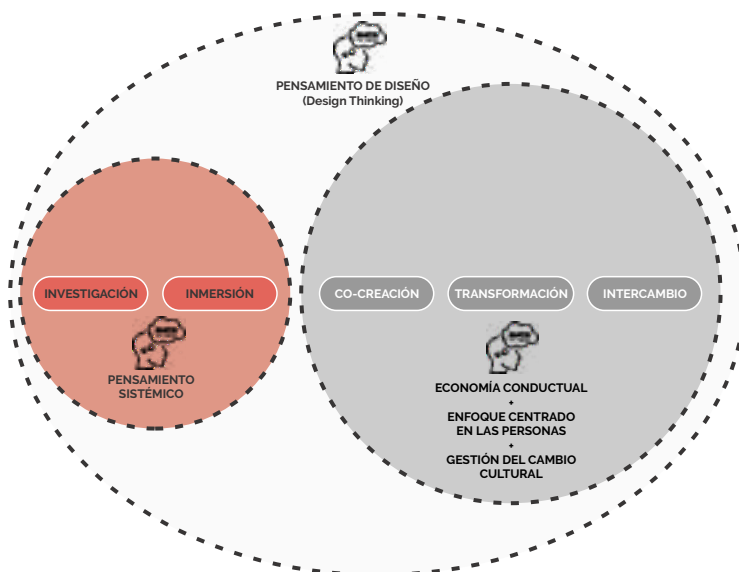 PENSAMIENTO DE DISEÑO
(Design Thinking)
INVESTIGACIÓN
INMERSIÓN
CO-CREACIÓN
TRANSFORMACIÓN
INTERCAMBIO
PENSAMIENTO
SISTÉMICO
ECONOMÍA CONDUCTUAL
+
ENFOQUE CENTRADO
EN LAS PERSONAS
+
GESTIÓN DEL CAMBIO
CULTURAL